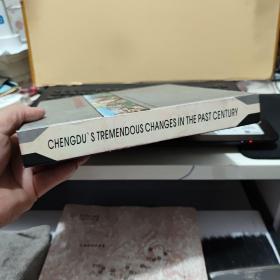 CHENGDU`S TREMENDOUS CHANGES IN THE PAST CENTURY